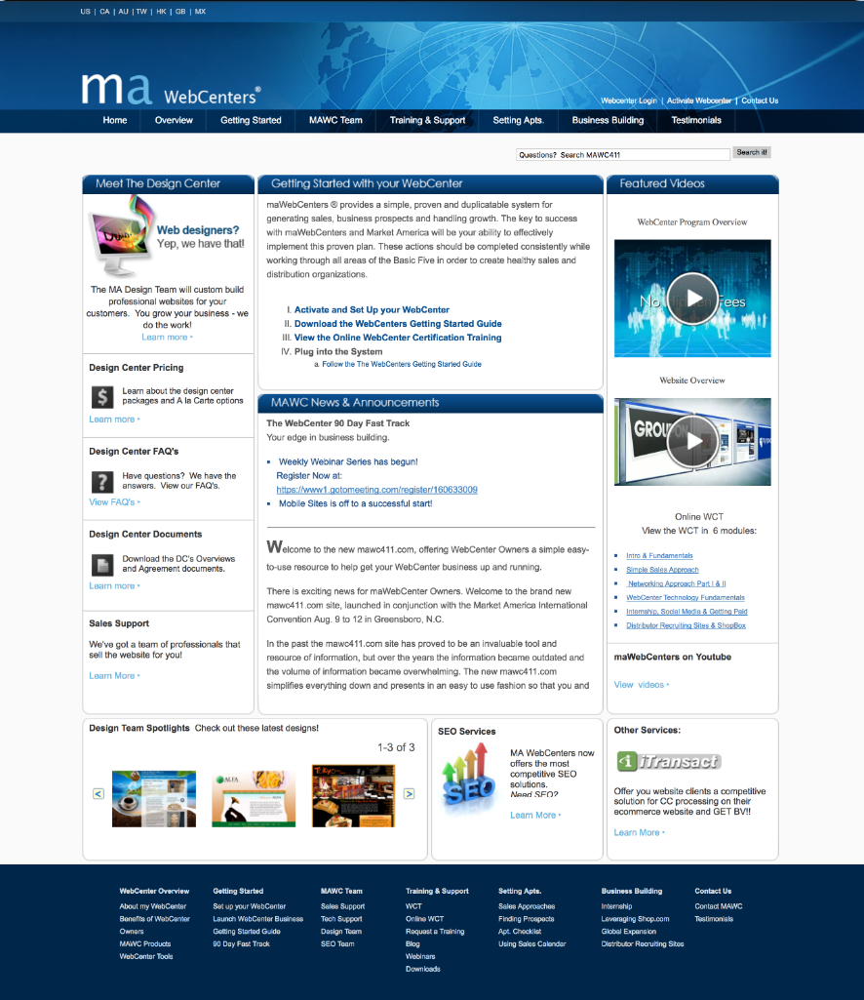 US | CA | AU | TW | HK | GB | MX
ma WebCenters®
Webcenter Login | Activate Webcenter | Contact Us
Home
Overview
Getting Started
MAWC Team
Training & Support
Setting Apts.
Business Building
Testimonials
Questions? Search MAWC411
Search it!
Meet The Design Center
Web designers?
Yep, we have that!
The MA Design Team will custom build
professional websites for your
customers. You grow your business - we
do the work!
Learn more
Design Center Pricing
Learn about the design center
packages and A la Carte options
Learn more
Design Center FAQ's
Have questions? We have the
answers. View our FAQ's.
View FAQ's
Design Center Documents
Download the DC's Overviews
and Agreement documents.
Learn more
Sales Support
We've got a team of professionals that
sell the website for you!
Learn More
Getting Started with your WebCenter
maWebCenters ® provides a simple, proven and duplicatable system for
generating sales, business prospects and handling growth. The key to success
with maWebCenters and Market America will be your ability to effectively
implement this proven plan. These actions should be completed consistently while
working through all areas of the Basic Five in order to create healthy sales and
distribution organizations.
I. Activate and Set Up your WebCenter
II. Download the WebCenters Getting Started Guide
III. View the Online WebCenter Certification Training
IV. Plug into the System
a. Follow the The WebCenters Getting Started Guide
MAWC News & Announcements
The WebCenter 90 Day Fast Track
Your edge in business building.
Weekly Webinar Series has begun!
Register Now at:
https://www1.gotomeeting.com/register/160633009
Mobile Sites is off to a successful start!
Welcome to the new mawc411.com, offering WebCenter Owners a simple easy-
to-use resource to help get your WebCenter business up and running.
There is exciting news for maWebCenter Owners. Welcome to the brand new
mawc411.com site, launched in conjunction with the Market America International
Convention Aug. 9 to 12 in Greensboro, N.C.
In the past the mawc411.com site has proved to be an invaluable tool and
resource of information, but over the years the information became outdated and
the volume of information became overwhelming. The new mawc411.com
simplifies everything down and presents in an easy to use fashion so that you and
Featured Videos
WebCenter Program Overview
Fees
Website Overview
GROUPON
Online WCT
View the WCT in 6 modules:
Intro & Fundamentals
Simple Sales Approach
Networking Approach Part I & II
WebCenter Technology Fundamentals
Internship, Social Media & Getting Paid
Distributor Recruiting Sites & ShopBox
maWebCenters on Youtube
View videos
Design Team Spotlights Check out these latest designs!
1-3 of 3
<
ALFA
>
SEO Services
SEO
MA WebCenters now
offers the most
competitive SEO
solutions.
Need SEO?
Learn More
Other Services:
iTransact
Offer you website clients a competitive
solution for CC processing on their
ecommerce website and GET BV!!
Learn More
WebCenter Overview
About my WebCenter
Benefits of WebCenter
Owners
MAWC Products
WebCenter Tools
Getting Started
Set up your WebCenter
Launch WebCenter Business
Getting Started Guide
90 Day Fast Track
MAWC Team
Sales Support
Tech Support
Design Team
SEO Team
Training & Support
WCT
Online WCT
Request a Training
Blog
Webinars
Downloads
Setting Apts.
Sales Approaches
Finding Prospects
Apt. Checklist
Using Sales Calendar
Business Building
Internship
Leveraging Shop.com
Global Expansion
Distributor Recruiting Sites
Contact Us
Contact MAWC
Testimonials